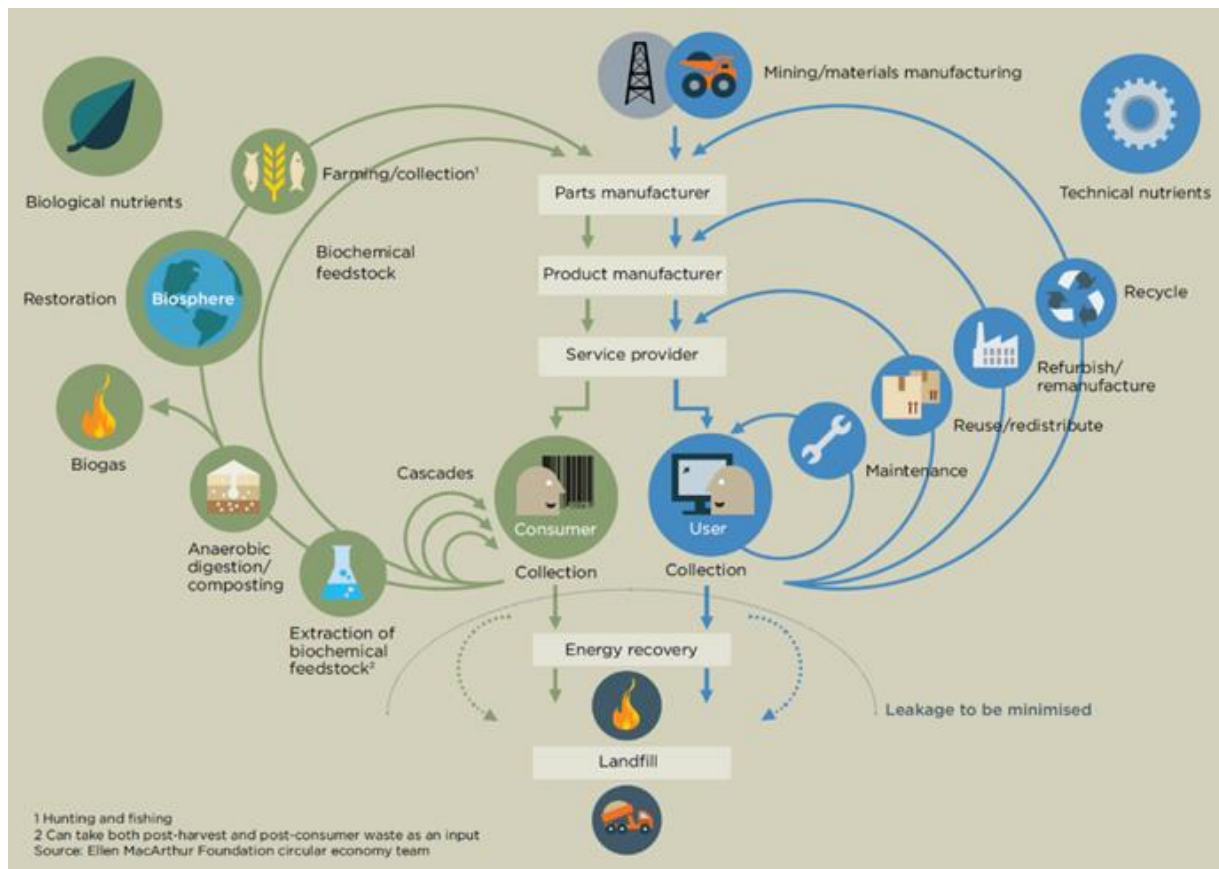 Mining/materials manufacturing
Biological nutrients
Technical nutrients
Farming/collection¹
Parts manufacturer
Biochemical
feedstock
Product manufacturer
Restoration
Biosphere
Recycle
Service provider
Refurbish/
remanufacture
Reuse/redistribute
Biogas
Cascades
Maintenance
Consumer
User
Anaerobic
digestion/
composting
Collection
Collection
Extraction of
biochemical
feedstock²
Energy recovery
Leakage to be minimised
Landfill
1 Hunting and fishing
2 Can take both post-harvest and post-consumer waste as an input
Source: Ellen MacArthur Foundation circular economy team